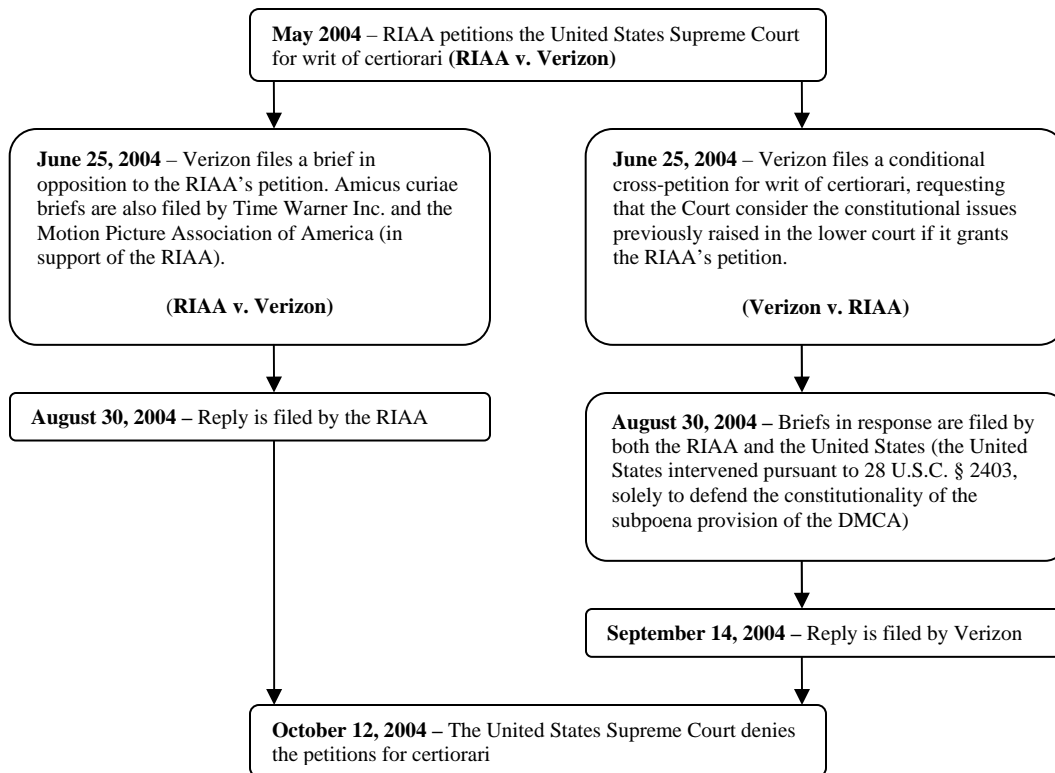 May 2004 – RIAA petitions the United States Supreme Court
for writ of certiorari (RIAA v. Verizon)
June 25, 2004 – Verizon files a brief in
opposition to the RIAA's petition. Amicus curiae
briefs are also filed by Time Warner Inc. and the
Motion Picture Association of America (in
support of the RIAA).
(RIAA v. Verizon)
June 25, 2004 – Verizon files a conditional
cross-petition for writ of certiorari, requesting
that the Court consider the constitutional issues
previously raised in the lower court if it grants
the RIAA's petition.
(Verizon v. RIAA)
August 30, 2004 – Reply is filed by the RIAA
August 30, 2004 – Briefs in response are filed by
both the RIAA and the United States (the United
States intervened pursuant to 28 U.S.C. § 2403,
solely to defend the constitutionality of the
subpoena provision of the DMCA)
September 14, 2004 – Reply is filed by Verizon
October 12, 2004 – The United States Supreme Court denies
the petitions for certiorari